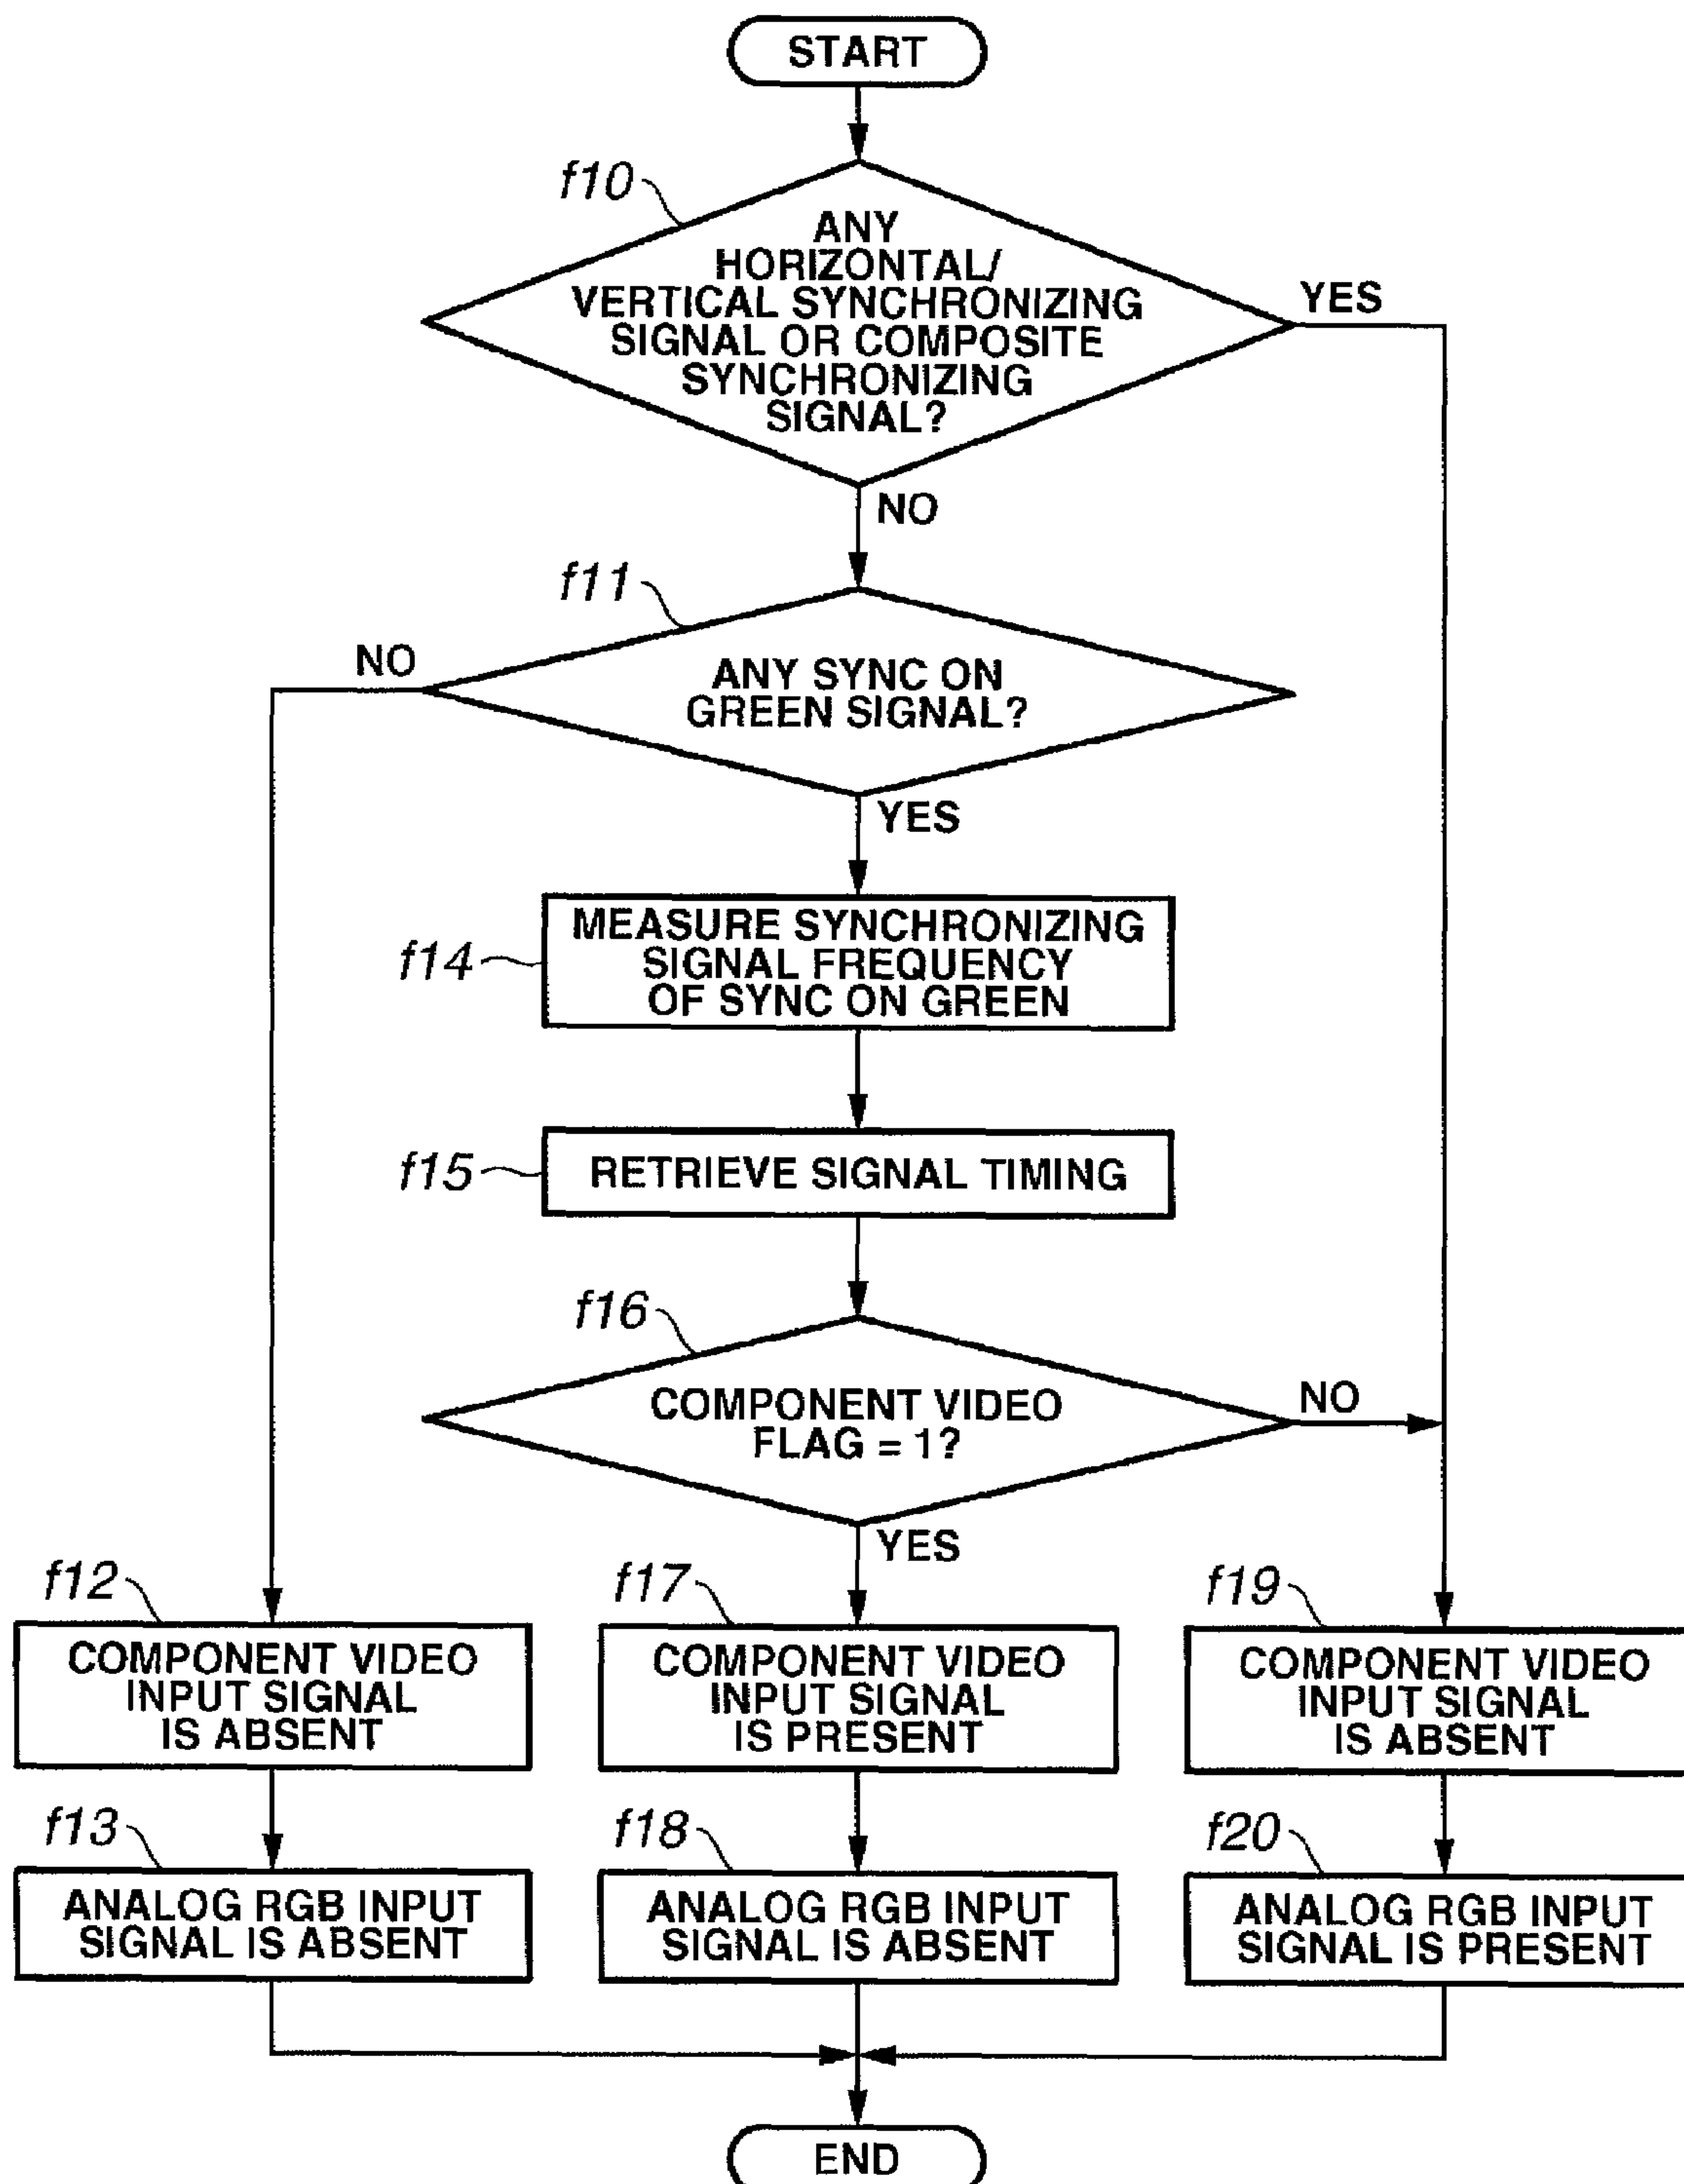 START
f10
ANY
HORIZONTAL/
VERTICAL SYNCHRONIZING
SIGNAL OR COMPOSITE
SYNCHRONIZING
SIGNAL?
YES
NO
f11
NO
ANY SYNC ON
GREEN SIGNAL?
YES
f14
MEASURE SYNCHRONIZING
SIGNAL FREQUENCY
OF SYNC ON GREEN
f15
RETRIEVE SIGNAL TIMING
f16
COMPONENT VIDEO
FLAG = 1?
NO
YES
f12
COMPONENT VIDEO
INPUT SIGNAL
IS ABSENT
f17
COMPONENT VIDEO
INPUT SIGNAL
IS PRESENT
f19
COMPONENT VIDEO
INPUT SIGNAL
IS ABSENT
f13
ANALOG RGB INPUT
SIGNAL IS ABSENT
f18
ANALOG RGB INPUT
SIGNAL IS ABSENT
f20
ANALOG RGB INPUT
SIGNAL IS PRESENT
END